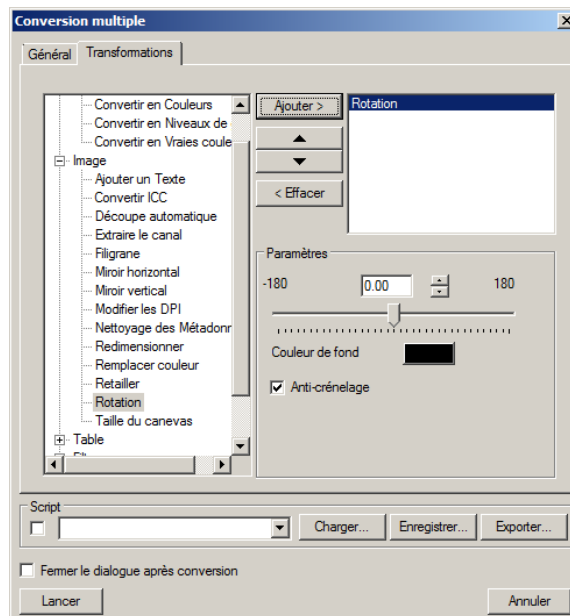 Conversion multiple
Général
Transformations
Convertir en Couleurs
Convertir en Niveaux de
Convertir en Vraies coule
Image
Ajouter un Texte
Convertir ICC
Découpe automatique
Extraire le canal
Filigrane
Miroir horizontal
Miroir vertical
Modifier les DPI
Nettoyage des Métadonr
Redimensionner
Remplacer couleur
Retailler
Rotation
Taille du canevas
Table
Ajouter >
< Effacer
Rotation
Paramètres
-180 0.00 180
Couleur de fond
Anti-crénelage
Script
Charger... Enregistrer... Exporter...
Fermer le dialogue après conversion
Lancer Annuler